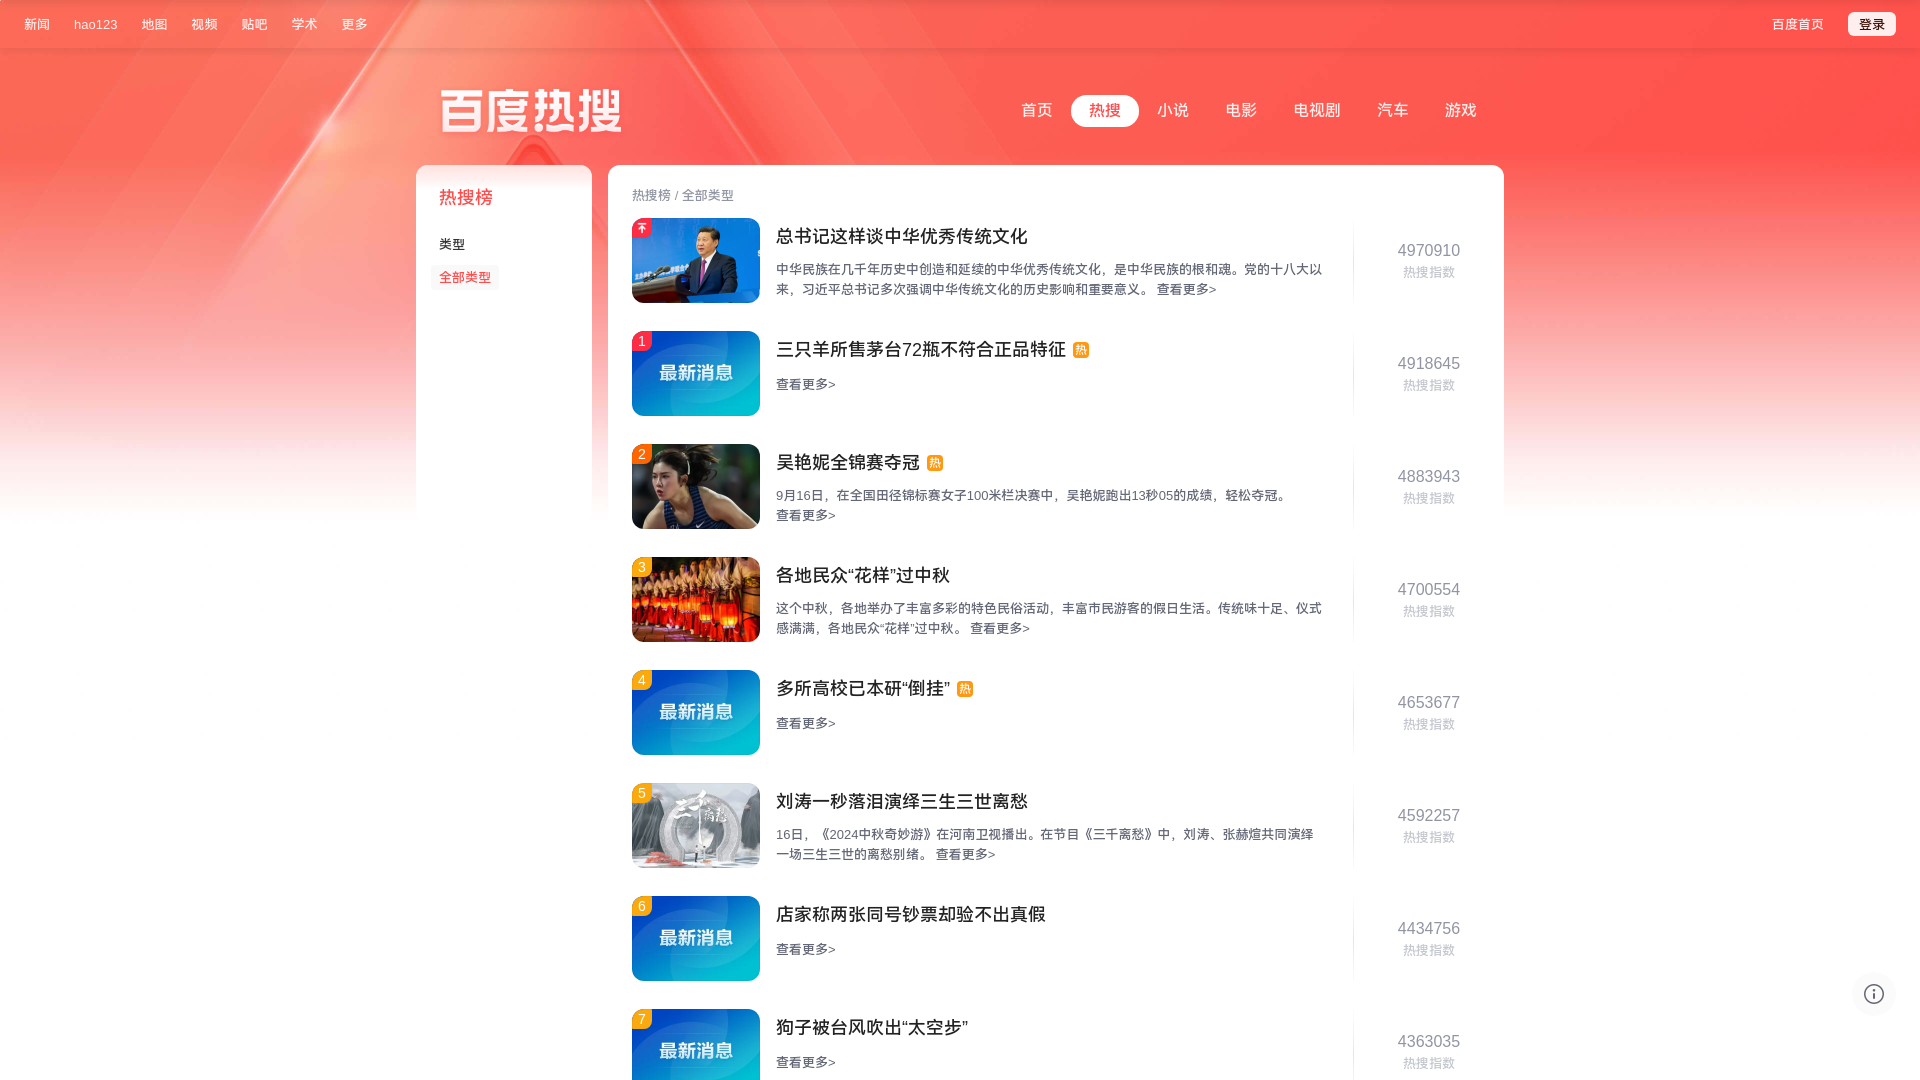 新闻 hao123 地图 视频 贴吧 学术 更多 百度首页 登录
百度热搜
首页 热搜 小说 电影 电视剧 汽车 游戏
热搜榜
类型
全部类型
热搜榜 / 全部类型
总书记这样谈中华优秀传统文化
中华民族在几千年历史中创造和延续的中华优秀传统文化，是中华民族的根和魂。党的十八大以
来，习近平总书记多次强调中华传统文化的历史影响和重要意义。 查看更多>
4970910
热搜指数
1
最新消息
三只羊所售茅台72瓶不符合正品特征 热
查看更多>
4918645
热搜指数
2
吴艳妮全锦赛夺冠 热
9月16日，在全国田径锦标赛女子100米栏决赛中，吴艳妮跑出13秒05的成绩，轻松夺冠。
查看更多>
4883943
热搜指数
3
各地民众“花样”过中秋
这个中秋，各地举办了丰富多彩的特色民俗活动，丰富市民游客的假日生活。传统味十足、仪式
感满满，各地民众“花样”过中秋。 查看更多>
4700554
热搜指数
4
最新消息
多所高校已本研“倒挂” 热
查看更多>
4653677
热搜指数
5
刘涛一秒落泪演绎三生三世离愁
16日，《2024中秋奇妙游》在河南卫视播出。在节目《三千离愁》中，刘涛、张赫煊共同演绎
一场三生三世的离愁别绪。 查看更多>
4592257
热搜指数
6
最新消息
店家称两张同号钞票却验不出真假
查看更多>
4434756
热搜指数
7
最新消息
狗子被台风吹出“太空步”
查看更多>
4363035
热搜指数